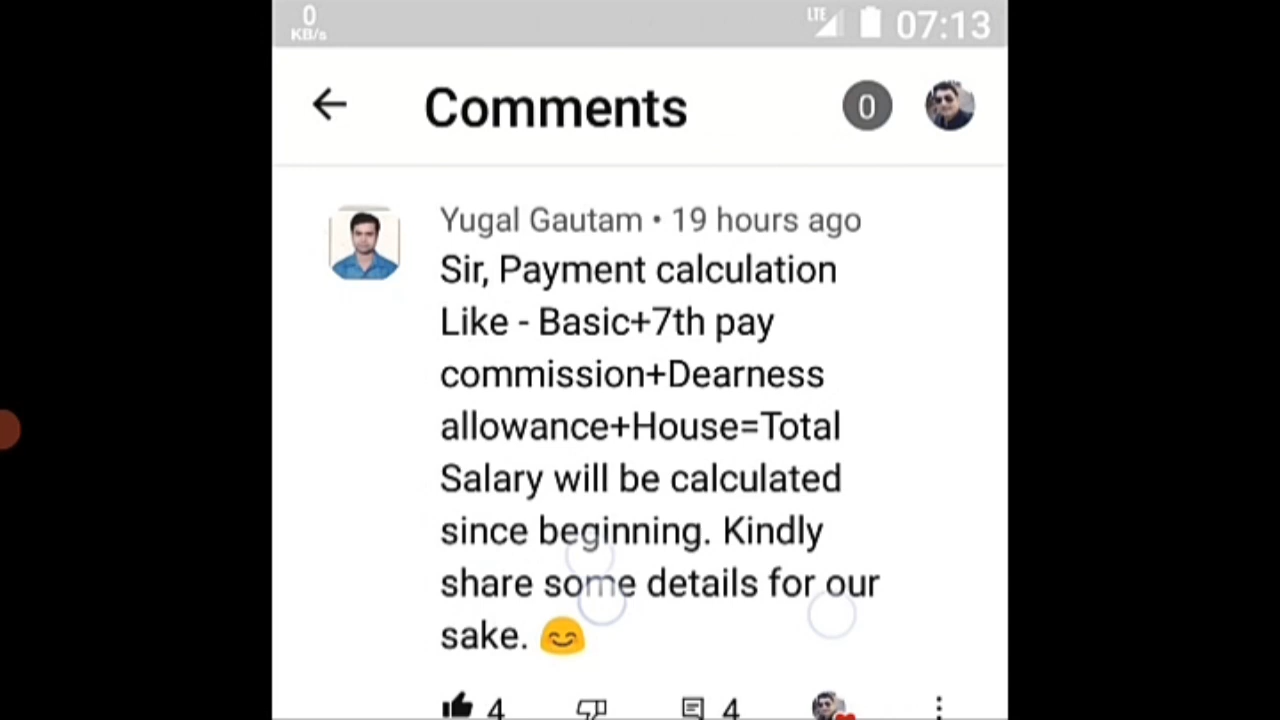 0
KB/s
LTE
07:13
Comments
0
Yugal Gautam • 19 hours ago
Sir, Payment calculation
Like - Basic+7th pay
commission+Dearness
allowance+House=Total
Salary will be calculated
since beginning. Kindly
share some details for our
sake. 😊
4
4